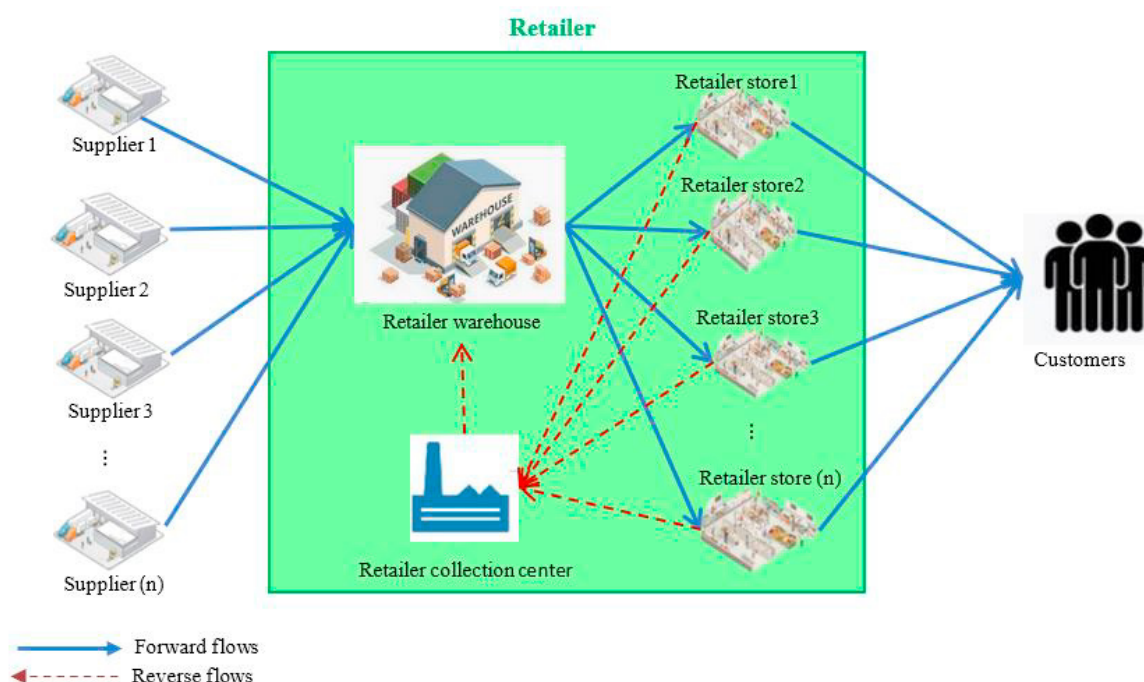 Retailer
Retailer store1
Supplier 1
Retailer store2
WAREHOUSE
Supplier 2
Retailer warehouse
Retailer store3
Customers
Supplier 3
...
...
Retailer store (n)
Retailer collection center
Supplier (n)
Forward flows
Reverse flows